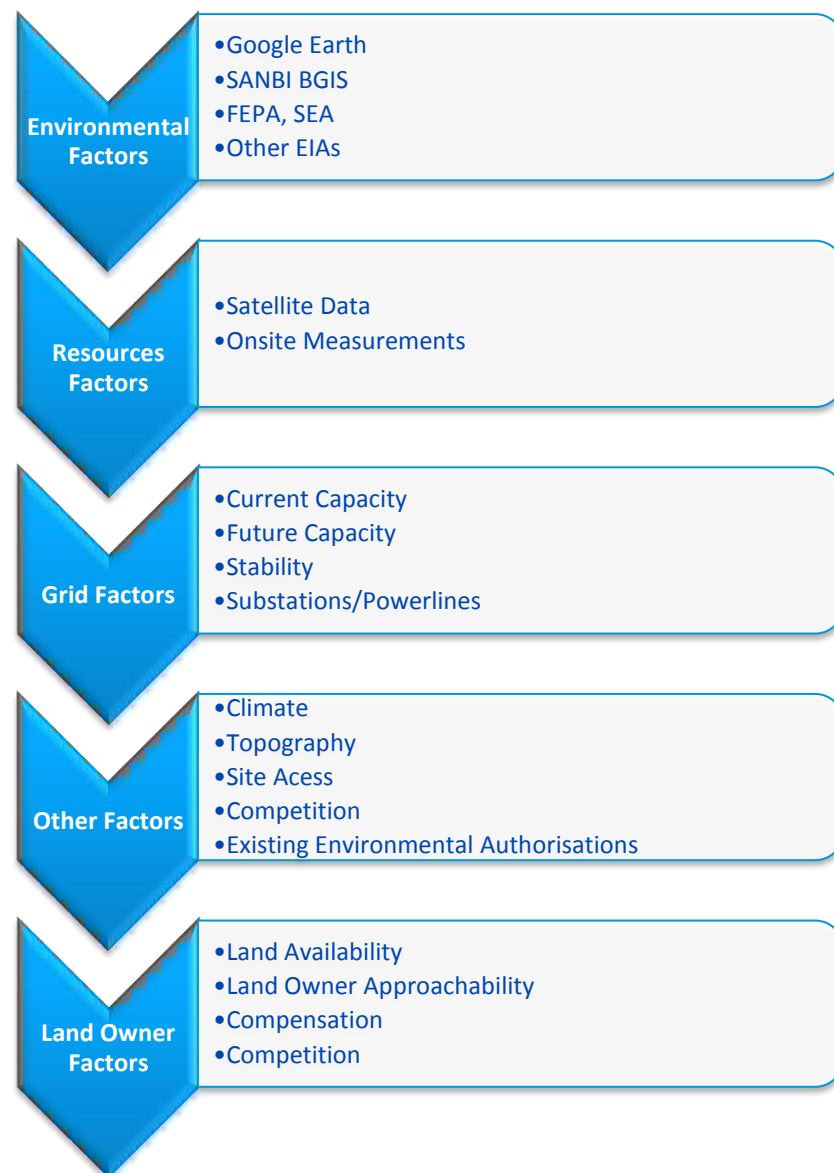 Environmental
Factors
•Google Earth
•SANBI BGIS
•FEPA, SEA
•Other EIAs
Resources
Factors
•Satellite Data
•Onsite Measurements
Grid Factors
•Current Capacity
•Future Capacity
•Stability
•Substations/Powerlines
Other Factors
•Climate
•Topography
•Site Acess
•Competition
•Existing Environmental Authorisations
Land Owner
Factors
•Land Availability
•Land Owner Approachability
•Compensation
•Competition